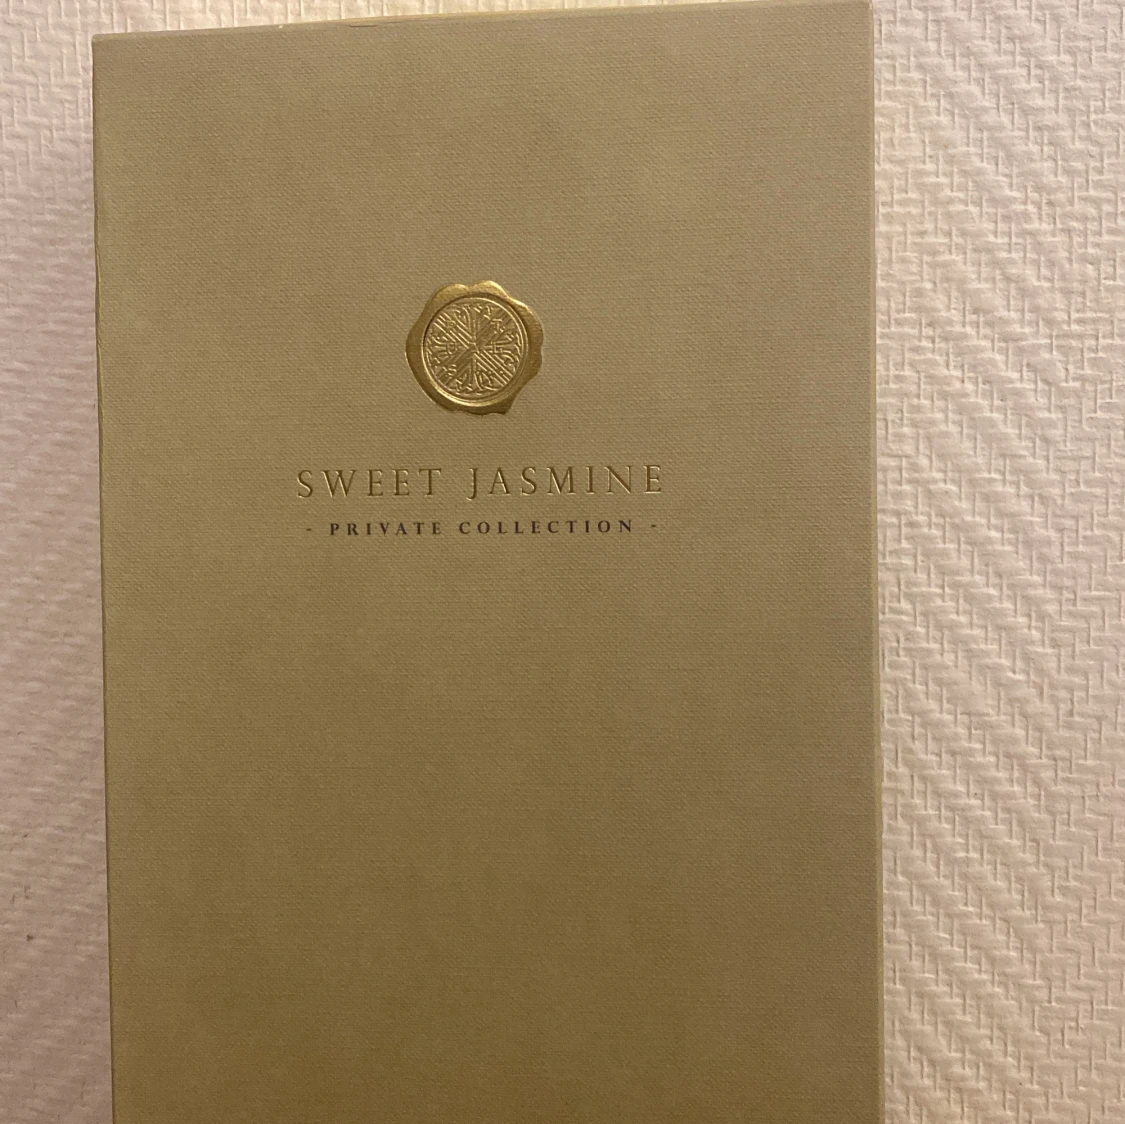 SWEET JASMINE
- PRIVATE COLLECTION -